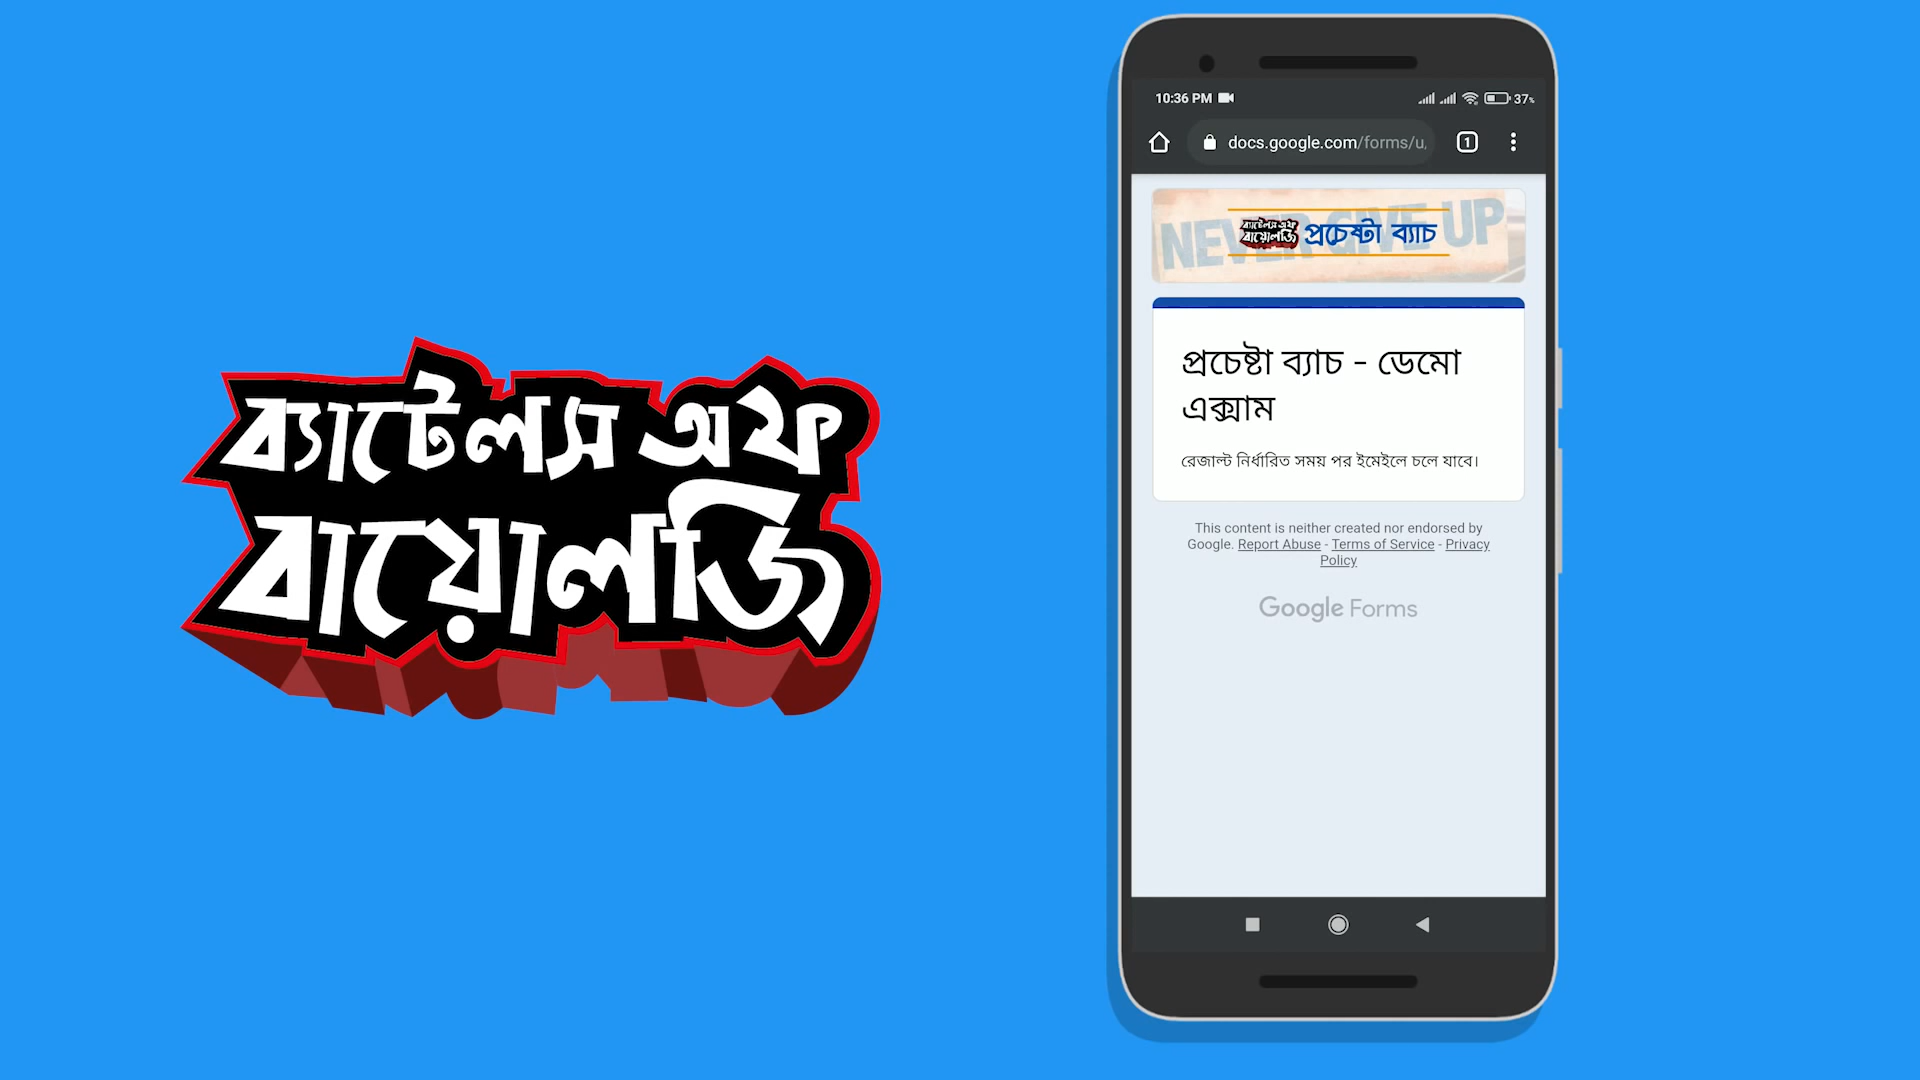 ব্যাটেলস অফ
বায়োলজি
10:36 PM
37%
docs.google.com/forms/u
1
NEVER GIVE UP
ব্যাটেলস অফ
বায়োলজি
প্রচেষ্টা ব্যাচ
প্রচেষ্টা ব্যাচ - ডেমো
এক্সাম
রেজাল্ট নির্ধারিত সময় পর ইমেইলে চলে যাবে।
This content is neither created nor endorsed by
Google. Report Abuse - Terms of Service - Privacy
Policy
Google Forms